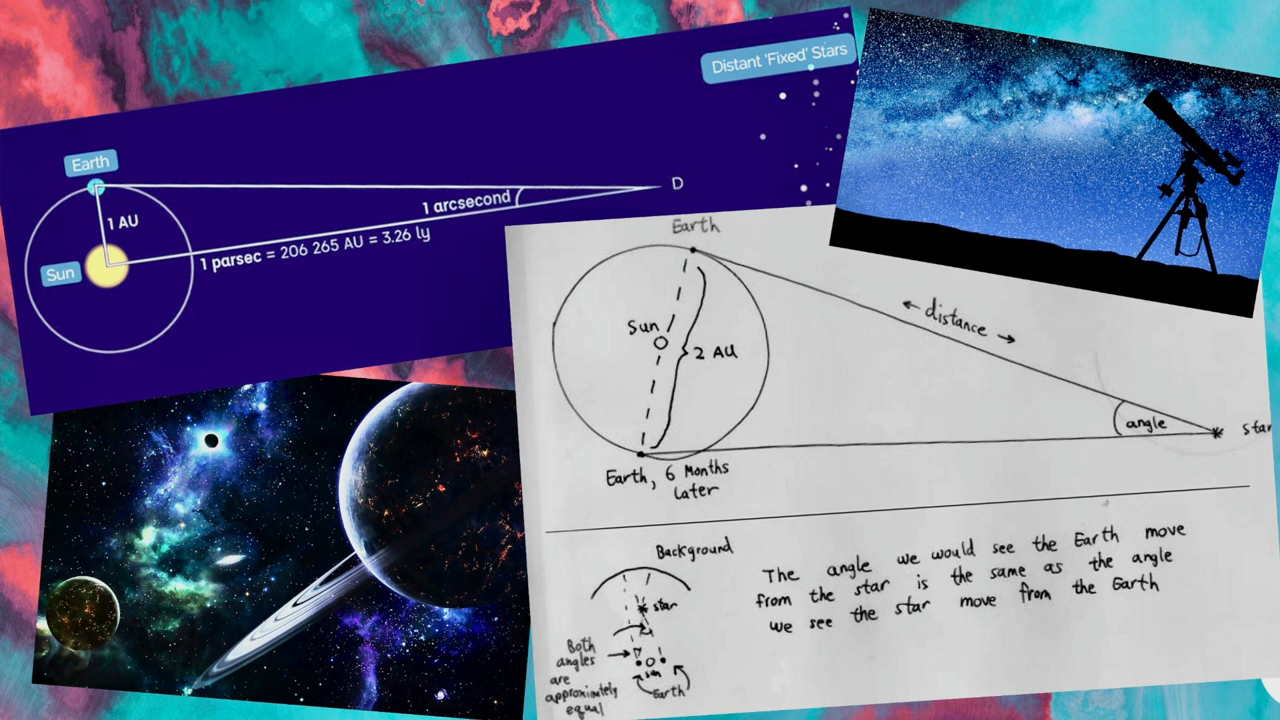 Distant 'Fixed' Stars
Earth
1 AU
Sun
D
1 arcsecond
1 parsec = 206 265 AU = 3.26 ly
Earth
Sun
2 AU
← distance →
angle
star
Earth, 6 Months
Later
Background
star
Both
angles
are
approximately
equal
sun
Earth
The angle we would see the Earth move
from the star is the same as the angle
we see the star move from the Earth